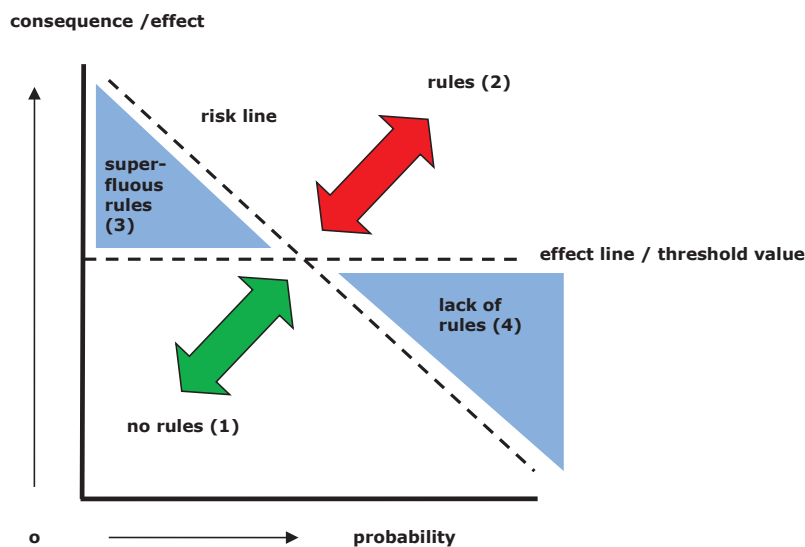 consequence /effect
rules (2)
risk line
super-
fluous
rules
(3)
effect line / threshold value
lack of
rules (4)
no rules (1)
o
probability